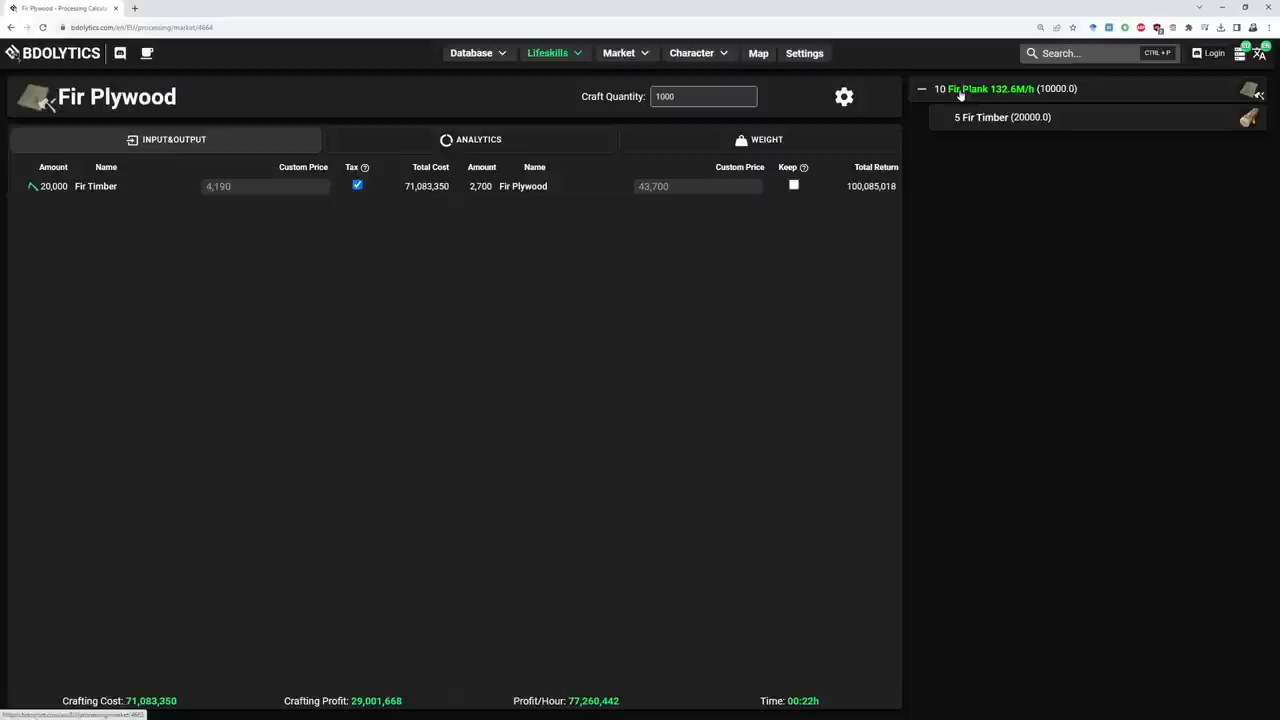 Fir Plywood - Processing Calcula
bdolytics.com/en/EU/processing/market/4664
BDOLYTICS
Database
Lifeskills
Market
Character
Map
Settings
Search...
CTRL + P
Login
EU
EN
Fir Plywood
Craft Quantity:
1000
10 Fir Plank 132.6M/h (10000.0)
5 Fir Timber (20000.0)
INPUT&OUTPUT
ANALYTICS
WEIGHT
Amount Name Custom Price Tax Total Cost Amount Name Custom Price Keep Total Return
20,000 Fir Timber 4,190 71,083,350 2,700 Fir Plywood 43,700 100,085,018
Crafting Cost: 71,083,350 Crafting Profit: 29,001,668 Profit/Hour: 77,260,442 Time: 00:22h